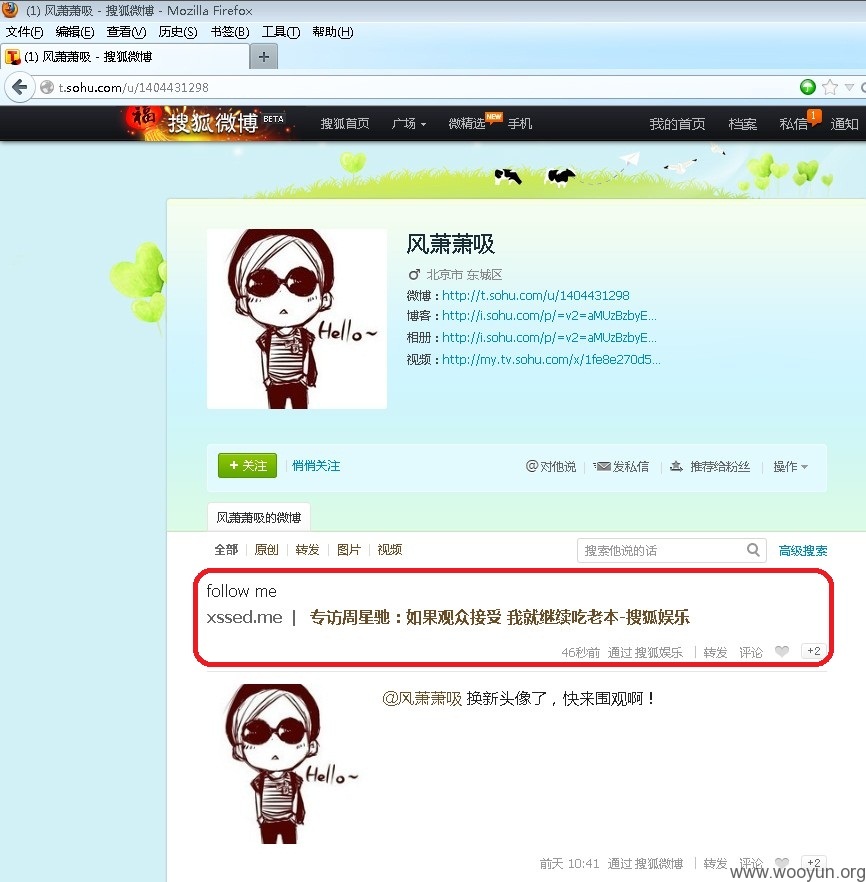 (1) 风萧萧吸 - 搜狐微博 - Mozilla Firefox
文件(F) 编辑(E) 查看(V) 历史(S) 书签(B) 工具(T) 帮助(H)
(1) 风萧萧吸 - 搜狐微博 +
t.sohu.com/u/1404431298
福 搜狐微博 BETA 搜狐首页 广场 微精选 NEW 手机 我的首页 档案 私信 1 通知
风萧萧吸
♂ 北京市 东城区
微博：http://t.sohu.com/u/1404431298
博客：http://i.sohu.com/p/=v2=aMUzBzbyE...
相册：http://i.sohu.com/p/=v2=aMUzBzbyE...
视频：http://my.tv.sohu.com/x/1fe8e270d5...
Hello~
+ 关注 悄悄关注 @对他说 发私信 推荐给粉丝 操作
风萧萧吸的微博
全部 原创 转发 图片 视频 搜索他说的话 高级搜索
follow me
xssed.me | 专访周星驰：如果观众接受 我就继续吃老本-搜狐娱乐
46秒前 通过 搜狐娱乐 转发 评论 +2
@风萧萧吸 换新头像了，快来围观啊！
Hello~
前天 10:41 通过 搜狐微博 转发 评论 +2
www.wooyun.org